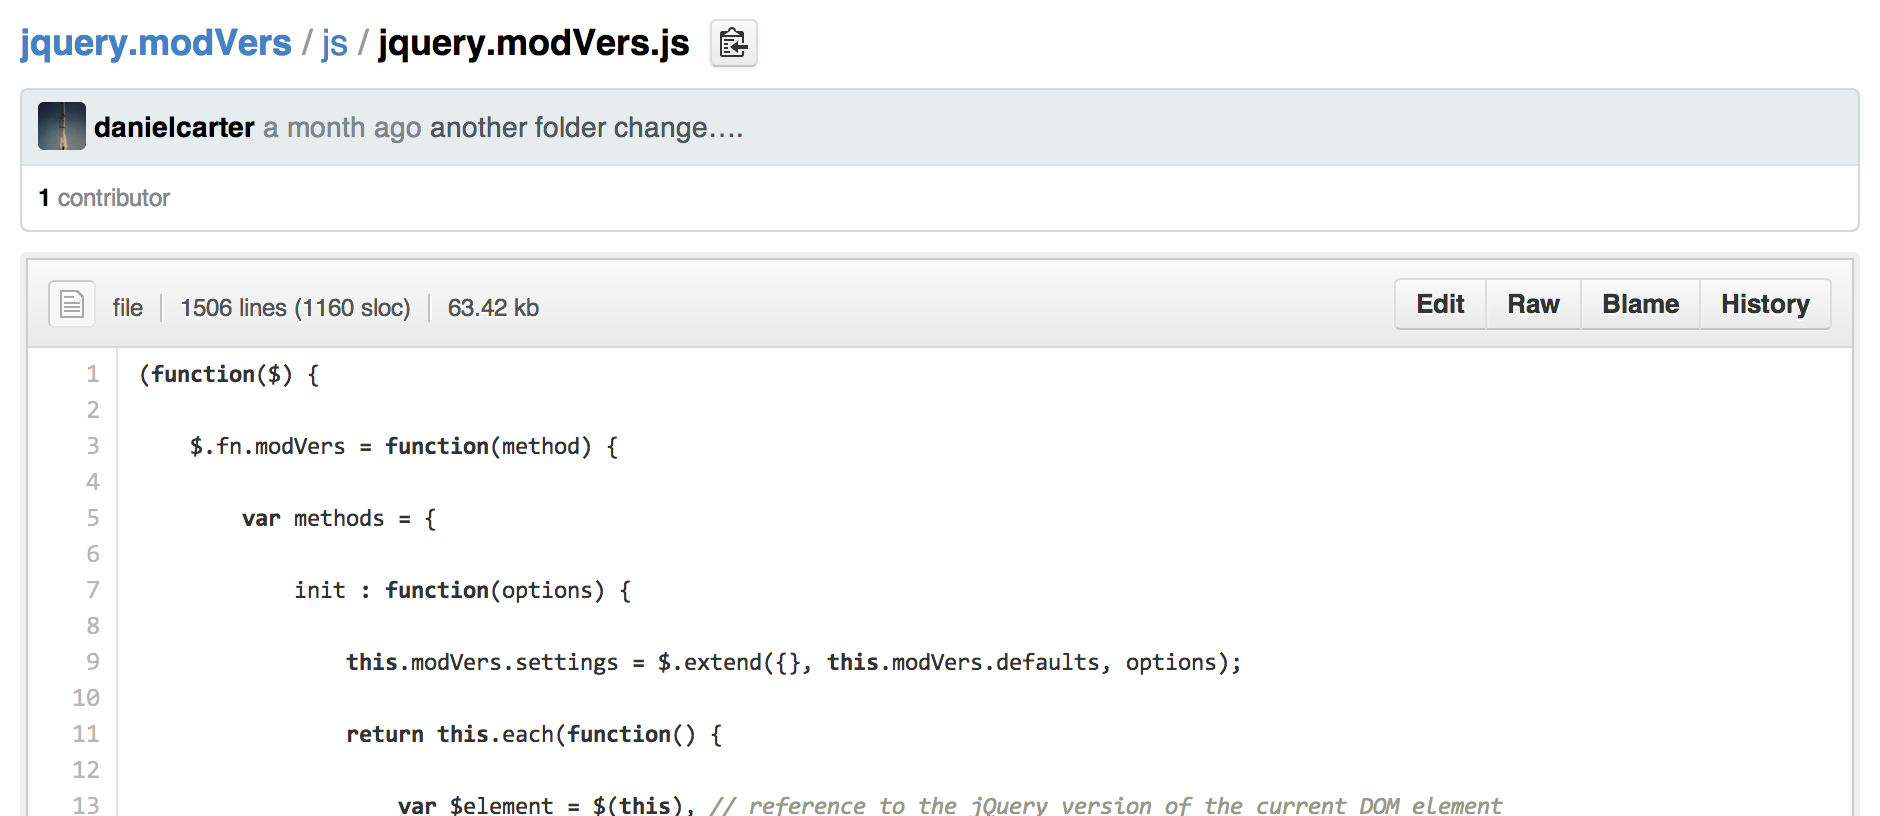 jquery.modVers / js / jquery.modVers.js
danielcarter a month ago another folder change....
1 contributor
file 1506 lines (1160 sloc) 63.42 kb Edit Raw Blame History
1 (function($) {
2
3 $.fn.modVers = function(method) {
4
5 var methods = {
6
7 init : function(options) {
8
9 this.modVers.settings = $.extend({}, this.modVers.defaults, options);
10
11 return this.each(function() {
12
13 var $element = $(this), // reference to the jQuery version of the current DOM element